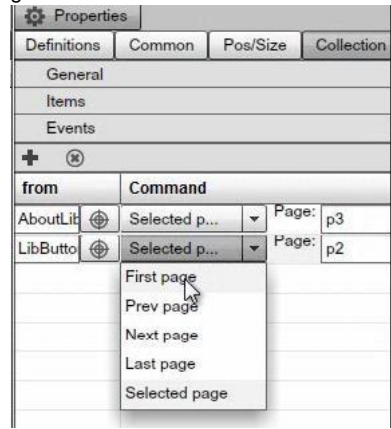 Properties
Definitions Common Pos/Size Collection
General
Items
Events
from Command
AboutLib Selected p... Page: p3
LibButto Selected p... Page: p2
First page
Prev page
Next page
Last page
Selected page